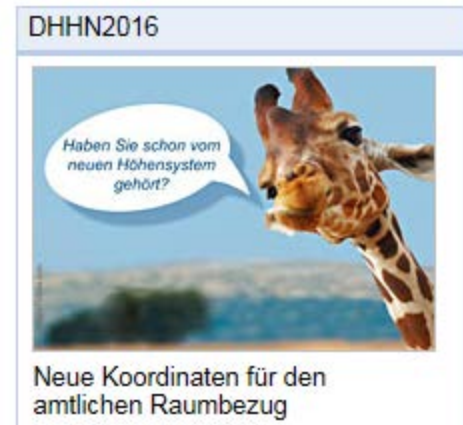 DHHN2016
Haben Sie schon vom
neuen Höhensystem
gehört?
Neue Koordinaten für den
amtlichen Raumbezug